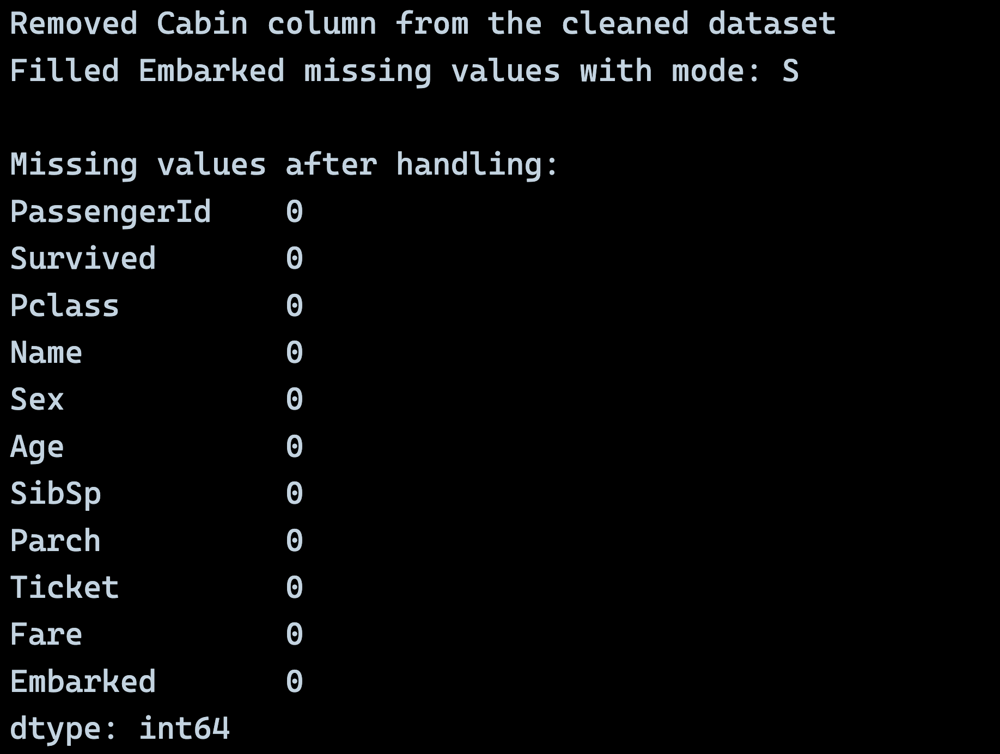 Removed Cabin column from the cleaned dataset
Filled Embarked missing values with mode: S

Missing values after handling:
PassengerId    0
Survived       0
Pclass         0
Name           0
Sex            0
Age            0
SibSp          0
Parch          0
Ticket         0
Fare           0
Embarked       0
dtype: int64